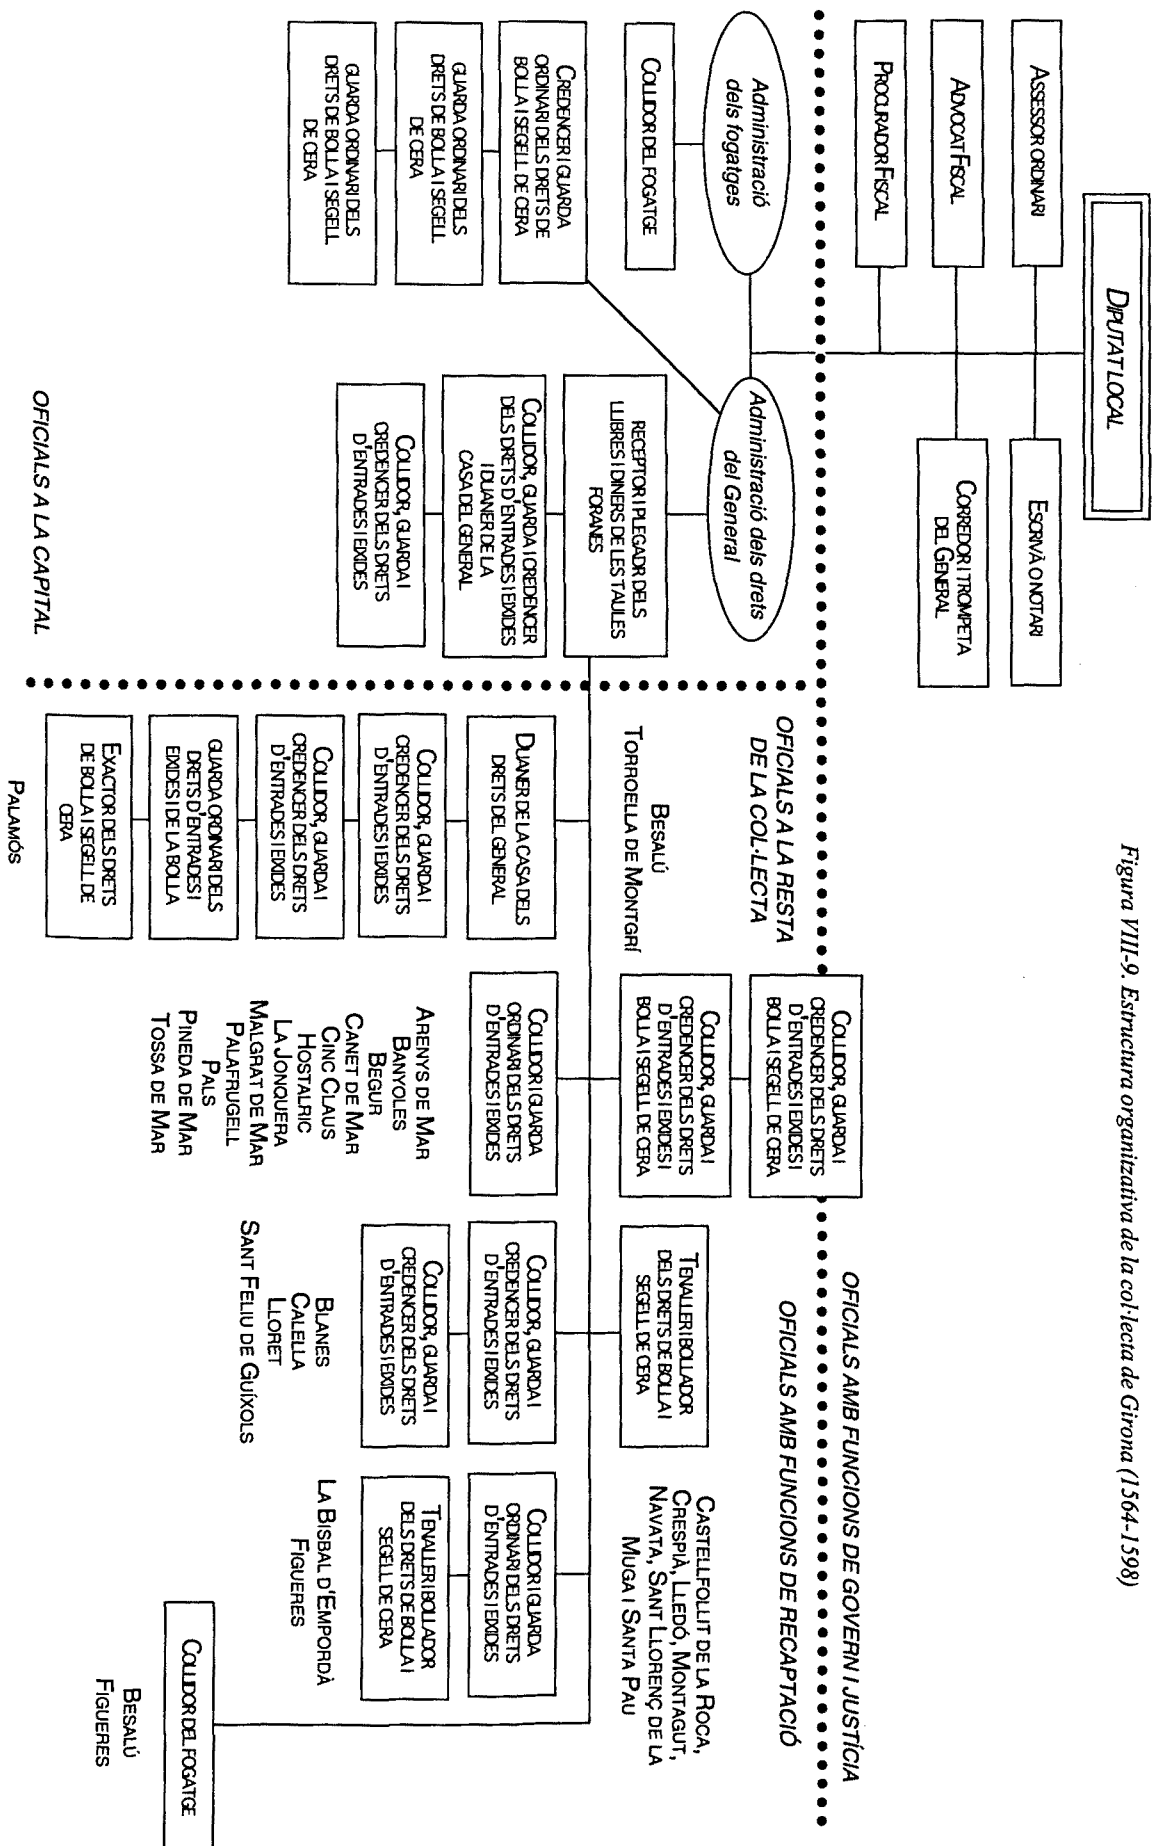 Figura VIII-9. Estructura organitzativa de la col·lecta de Girona (1564-1598)
DIPUTAT LOCAL
ASSESSOR ORDINARI
ESCRIVÀ O NOTARI
ADVOCAT FISCAL
CORREDOR I TROMPETA
DEL GENERAL
PROCURADOR FISCAL
OFICIALS AMB FUNCIONS DE GOVERN I JUSTÍCIA
OFICIALS AMB FUNCIONS DE RECAPTACIÓ
Administració
dels fogatges
Administració dels drets
del General
COLLIDOR DEL FOGATGE
CREDENCER I GUARDA
ORDINARI DELS DRETS DE
BOLLA I SEGELL DE CERA
GUARDA ORDINARI DELS
DRETS DE BOLLA I SEGELL
DE CERA
GUARDA ORDINARI DELS
DRETS DE BOLLA I SEGELL
DE CERA
RECEPTOR I PLEGADR DELS
LLIBRES I DINERS DE LES TAULES
FORANES
COLLIDOR, GUARDA I CREDENCER
DELS DRETS D'ENTRADES I EIXIDES
I DUANER DE LA
CASA DEL GENERAL
COLLIDOR, GUARDA I
CREDENCER DELS DRETS
D'ENTRADES I EIXIDES
OFICIALS A LA CAPITAL
OFICIALS A LA RESTA
DE LA COL·LECTA
BESALÚ
TORROELLA DE MONTGRÍ
COLLIDOR, GUARDA I
CREDENCER DELS DRETS
D'ENTRADES I EIXIDES I
BOLLA I SEGELL DE CERA
COLLIDOR, GUARDA I
CREDENCER DELS DRETS
D'ENTRADES I EIXIDES I
BOLLA I SEGELL DE CERA
TENALLER I BOLLADOR
DELS DRETS DE BOLLA I
SEGELL DE CERA
CASTELLFOLLIT DE LA ROCA,
CRESPIÀ, LLEDÓ, MONTAGUT,
NAVATA, SANT LLORENÇ DE LA
MUGA I SANTA PAU
DUANER DE LA CASA DELS
DRETS DEL GENERAL
COLLIDOR, GUARDA I
CREDENCER DELS DRETS
D'ENTRADES I EIXIDES
COLLIDOR, GUARDA I
CREDENCER DELS DRETS
D'ENTRADES I EIXIDES
GUARDA ORDINARI DELS
DRETS D'ENTRADES I
EIXIDES I DE LA BOLLA
EXACTOR DELS DRETS
DE BOLLA I SEGELL DE
CERA
PALAMÓS
COLLIDOR I GUARDA
ORDINARI DELS DRETS
D'ENTRADES I EIXIDES
ARENYS DE MAR
BANYOLES
BEGUR
CANET DE MAR
CINC CLAUS
HOSTALRIC
LA JONQUERA
MALGRAT DE MAR
PALAFRUGELL
PALS
PINEDA DE MAR
TOSSA DE MAR
COLLIDOR, GUARDA I
CREDENCER DELS DRETS
D'ENTRADES I EIXIDES
COLLIDOR, GUARDA I
CREDENCER DELS DRETS
D'ENTRADES I EIXIDES
BLANES
CALELLA
LLORET
SANT FELIU DE GUÍXOLS
COLLIDOR I GUARDA
ORDINARI DELS DRETS
D'ENTRADES I EIXIDES
TENALLER I BOLLADOR
DELS DRETS DE BOLLA I
SEGELL DE CERA
LA BISBAL D'EMPORDÀ
FIGUERES
COLLIDOR DEL FOGATGE
BESALÚ
FIGUERES